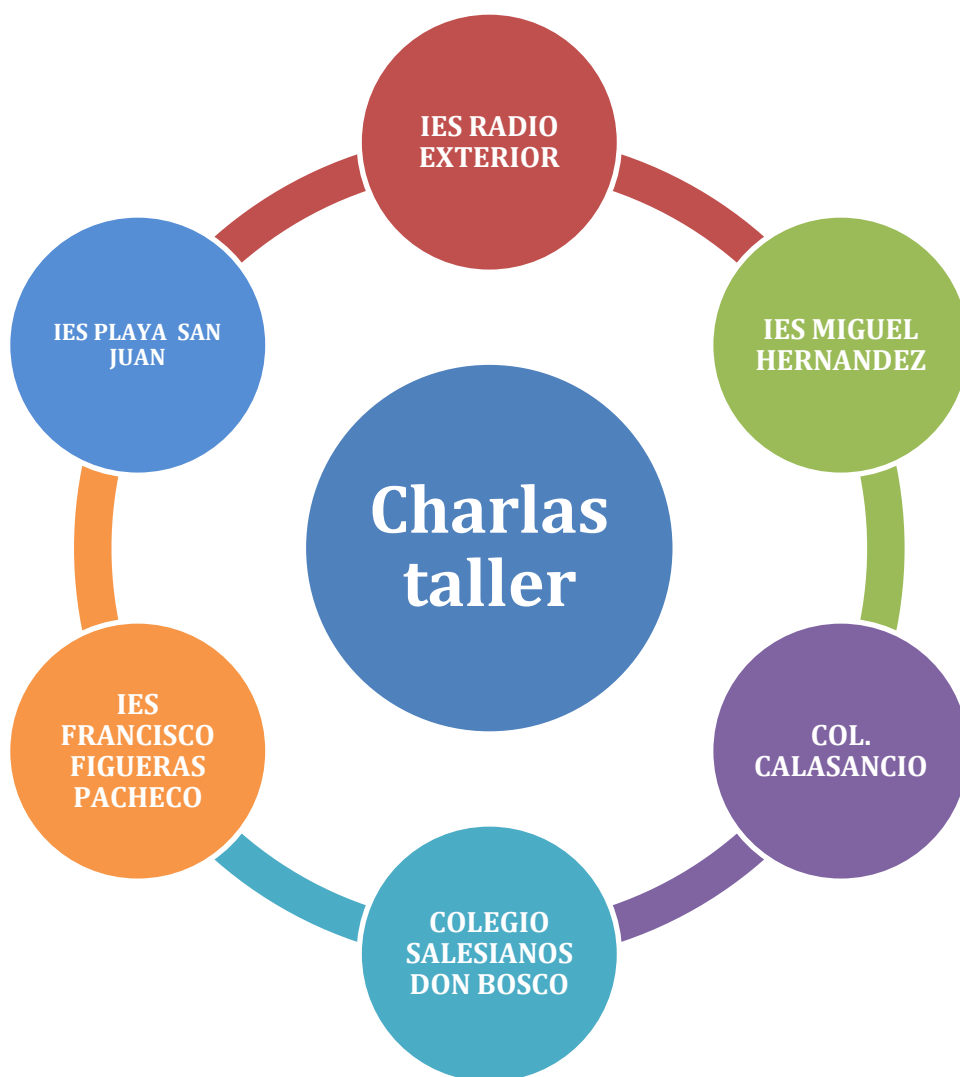 IES RADIO
EXTERIOR
IES PLAYA  SAN
JUAN
IES MIGUEL
HERNANDEZ
Charlas
taller
IES
FRANCISCO
FIGUERAS
PACHECO
COL.
CALASANCIO
COLEGIO
SALESIANOS
DON BOSCO